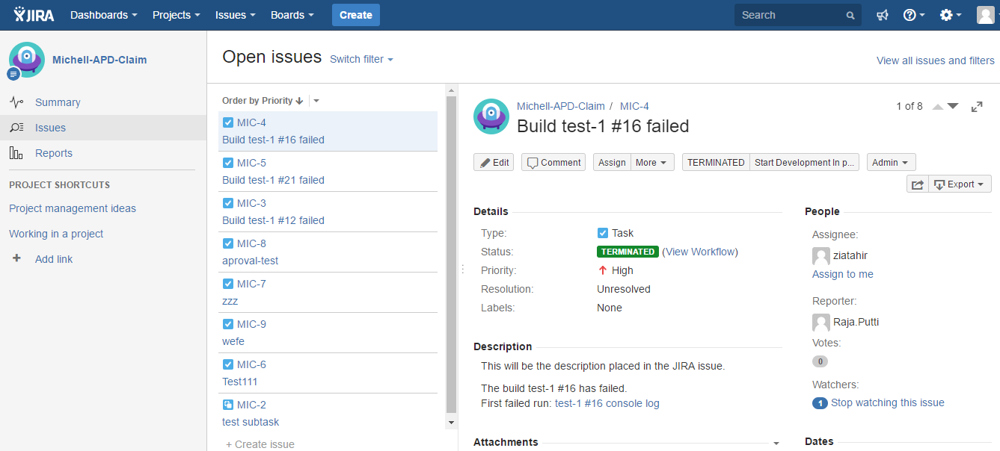 JIRA Dashboards Projects Issues Boards Create Search
Michell-APD-Claim
Summary
Issues
Reports
PROJECT SHORTCUTS
Project management ideas
Working in a project
+ Add link
Open issues Switch filter
View all issues and filters
Order by Priority
MIC-4
Build test-1 #16 failed
MIC-5
Build test-1 #21 failed
MIC-3
Build test-1 #12 failed
MIC-8
aproval-test
MIC-7
zzz
MIC-9
wefe
MIC-6
Test111
MIC-2
test subtask
+ Create issue
Michell-APD-Claim / MIC-4
Build test-1 #16 failed
1 of 8
Edit Comment Assign More TERMINATED Start Development In p... Admin
Export
Details
Type: Task
Status: TERMINATED (View Workflow)
Priority: High
Resolution: Unresolved
Labels: None
Description
This will be the description placed in the JIRA issue.
The build test-1 #16 has failed.
First failed run: test-1 #16 console log
Attachments
People
Assignee:
ziatahir
Assign to me
Reporter:
Raja.Putti
Votes:
0
Watchers:
1 Stop watching this issue
Dates